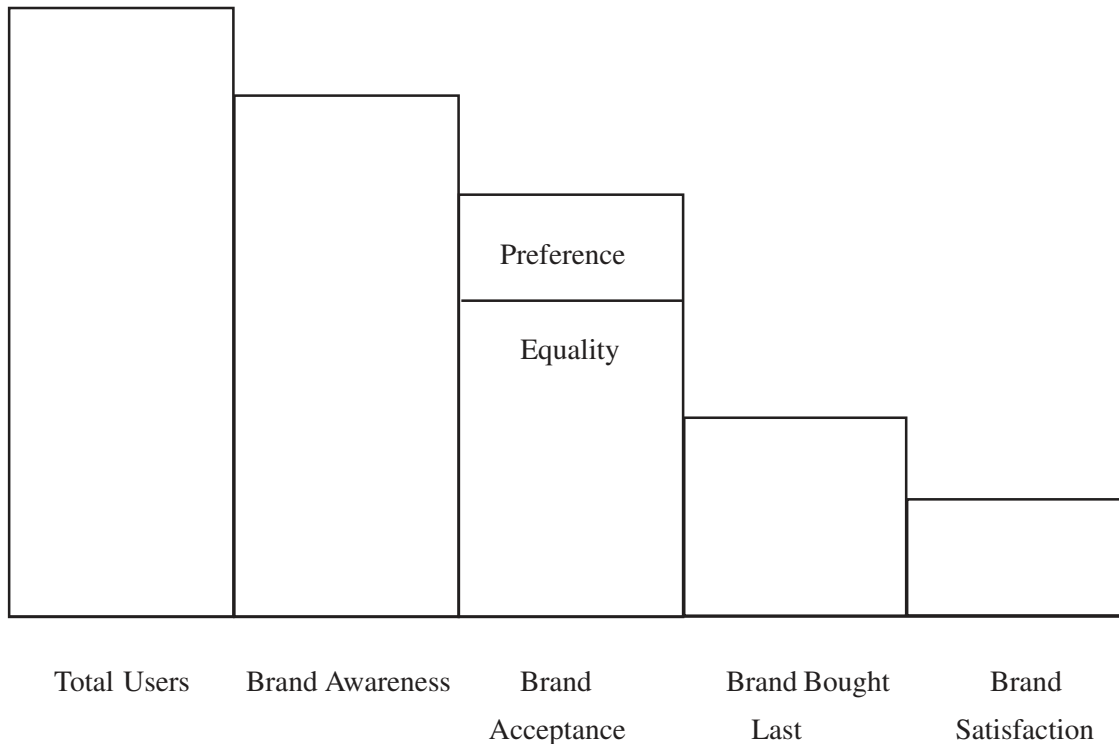 Preference
Equality
Total Users
Brand Awareness
Brand
Acceptance
Brand Bought
Last
Brand
Satisfaction